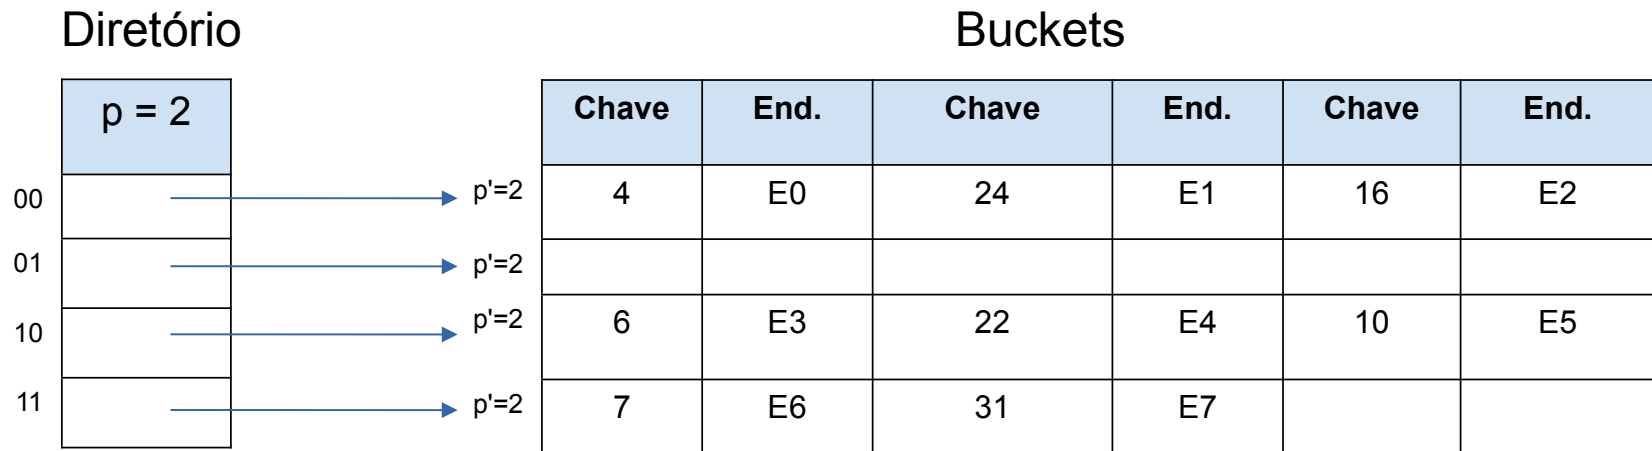 Diretório Buckets
p = 2 Chave End. Chave End. Chave End.
00 p'=2 4 E0 24 E1 16 E2
01 p'=2
10 p'=2 6 E3 22 E4 10 E5
11 p'=2 7 E6 31 E7